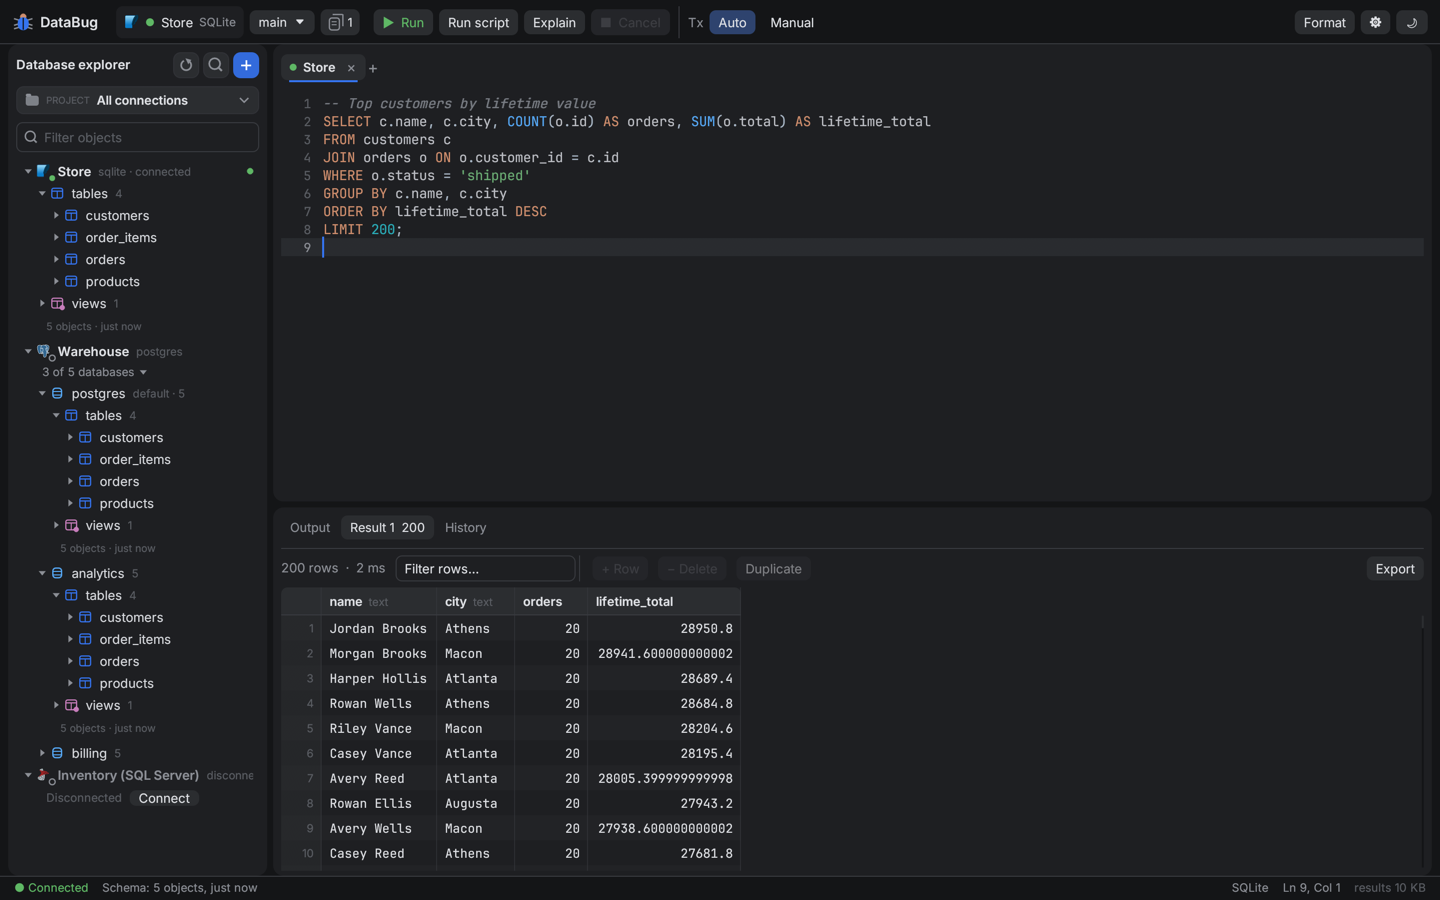 DataBug Store SQLite main 1 Run Run script Explain Cancel Tx Auto Manual Format
Database explorer
PROJECT All connections
Filter objects
Store sqlite · connected
tables 4
customers
order_items
orders
products
views 1
5 objects · just now
Warehouse postgres
3 of 5 databases
postgres default · 5
tables 4
customers
order_items
orders
products
views 1
5 objects · just now
analytics 5
tables 4
customers
order_items
orders
products
views 1
5 objects · just now
billing 5
Inventory (SQL Server) disconne
Disconnected Connect
Store × +
1 -- Top customers by lifetime value
2 SELECT c.name, c.city, COUNT(o.id) AS orders, SUM(o.total) AS lifetime_total
3 FROM customers c
4 JOIN orders o ON o.customer_id = c.id
5 WHERE o.status = 'shipped'
6 GROUP BY c.name, c.city
7 ORDER BY lifetime_total DESC
8 LIMIT 200;
9
Output Result 1 200 History
200 rows · 2 ms Filter rows... + Row − Delete Duplicate Export
name text city text orders lifetime_total
1 Jordan Brooks Athens 20 28950.8
2 Morgan Brooks Macon 20 28941.600000000002
3 Harper Hollis Atlanta 20 28689.4
4 Rowan Wells Athens 20 28684.8
5 Riley Vance Macon 20 28204.6
6 Casey Vance Atlanta 20 28195.4
7 Avery Reed Atlanta 20 28005.399999999998
8 Rowan Ellis Augusta 20 27943.2
9 Avery Wells Macon 20 27938.600000000002
10 Casey Reed Athens 20 27681.8
Connected Schema: 5 objects, just now SQLite Ln 9, Col 1 results 10 KB